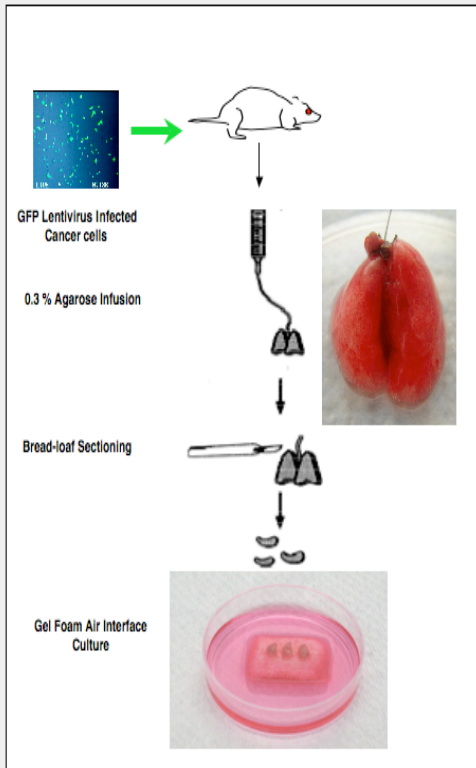 GFP Lentivirus Infected
Cancer cells
0.3 % Agarose Infusion
Bread-loaf Sectioning
Gel Foam Air Interface
Culture